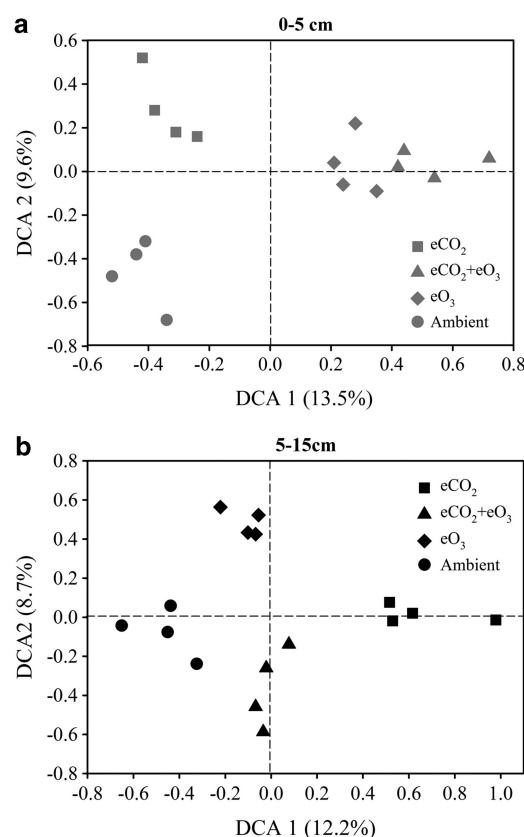 a
0-5 cm
0.6
0.4
0.2
0.0
-0.2
-0.4
-0.6
-0.8
DCA 2 (9.6%)
eCO₂
eCO₂+eO₃
eO₃
Ambient
-0.6 -0.4 -0.2 0.0 0.2 0.4 0.6 0.8
DCA 1 (13.5%)
b
5-15cm
0.8
0.6
0.4
0.2
0.0
-0.2
-0.4
-0.6
-0.8
DCA2 (8.7%)
eCO₂
eCO₂+eO₃
eO₃
Ambient
-0.8 -0.6 -0.4 -0.2 0.0 0.2 0.4 0.6 0.8 1.0
DCA 1 (12.2%)